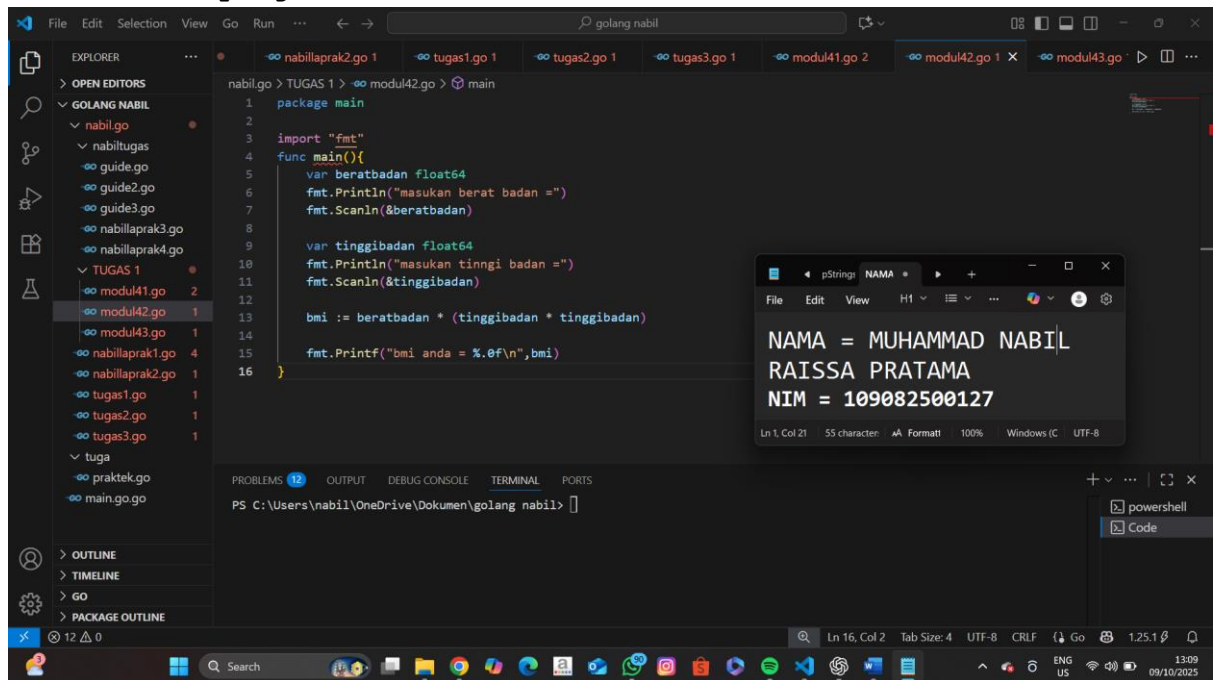 File Edit Selection View Go Run ··· golang nabil
EXPLORER ···
nabillaprak2.go 1 tugas1.go 1 tugas2.go 1 tugas3.go 1 modul41.go 2 modul42.go 1 modul43.go
OPEN EDITORS
nabil.go > TUGAS 1 > modul42.go > main
GOLANG NABIL
nabil.go
nabiltugas
guide.go
guide2.go
guide3.go
nabillaprak3.go
nabillaprak4.go
TUGAS 1
modul41.go 2
modul42.go 1
modul43.go 1
nabillaprak1.go 4
nabillaprak2.go 1
tugas1.go 1
tugas2.go 1
tugas3.go 1
tuga
praktek.go
main.go.go
OUTLINE
TIMELINE
GO
PACKAGE OUTLINE
1 package main
2
3 import "fmt"
4 func main(){
5 var beratbadan float64
6 fmt.Println("masukan berat badan =")
7 fmt.Scanln(&beratbadan)
8
9 var tinggibadan float64
10 fmt.Println("masukan tinngi badan =")
11 fmt.Scanln(&tinggibadan)
12
13 bmi := beratbadan * (tinggibadan * tinggibadan)
14
15 fmt.Printf("bmi anda = %.0f\n",bmi)
16 }
pStrings NAMA
File Edit View H1 ···
NAMA = MUHAMMAD NABIL
RAISSA PRATAMA
NIM = 109082500127
Ln 1, Col 21 55 character Formatt 100% Windows (C UTF-8
PROBLEMS 12 OUTPUT DEBUG CONSOLE TERMINAL PORTS
PS C:\Users\nabil\OneDrive\Dokumen\golang nabil>
powershell
Code
12 0 Ln 16, Col 2 Tab Size: 4 UTF-8 CRLF Go 1.25.1
3 Search 90 ENG 13:09
US 09/10/2025